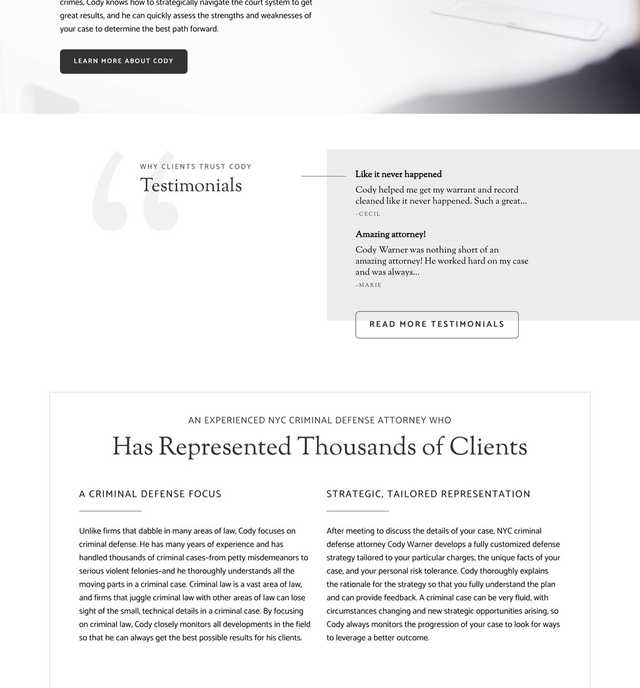 crimes, Cody knows how to strategically navigate the court system to get
great results, and he can quickly assess the strengths and weaknesses of
your case to determine the best path forward.
LEARN MORE ABOUT CODY
WHY CLIENTS TRUST CODY
Testimonials
Like it never happened
Cody helped me get my warrant and record
cleaned like it never happened. Such a great...
–CECIL
Amazing attorney!
Cody Warner was nothing short of an
amazing attorney! He worked hard on my case
and was always...
–MARIE
READ MORE TESTIMONIALS
AN EXPERIENCED NYC CRIMINAL DEFENSE ATTORNEY WHO
Has Represented Thousands of Clients
A CRIMINAL DEFENSE FOCUS
Unlike firms that dabble in many areas of law, Cody focuses on
criminal defense. He has many years of experience and has
handled thousands of criminal cases–from petty misdemeanors to
serious violent felonies–and he thoroughly understands all the
moving parts in a criminal case. Criminal law is a vast area of law,
and firms that juggle criminal law with other areas of law can lose
sight of the small, technical details in a criminal case. By focusing
on criminal law, Cody closely monitors all developments in the field
so that he can always get the best possible results for his clients.
STRATEGIC, TAILORED REPRESENTATION
After meeting to discuss the details of your case, NYC criminal
defense attorney Cody Warner develops a fully customized defense
strategy tailored to your particular charges, the unique facts of your
case, and your personal risk tolerance. Cody thoroughly explains
the rationale for the strategy so that you fully understand the plan
and can provide feedback. A criminal case can be very fluid, with
circumstances changing and new strategic opportunities arising, so
Cody always monitors the progression of your case to look for ways
to leverage a better outcome.